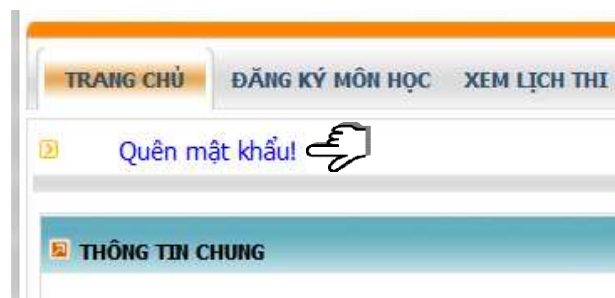 TRANG CHỦ ĐĂNG KÝ MÔN HỌC XEM LỊCH THI
Quên mật khẩu!
THÔNG TIN CHUNG